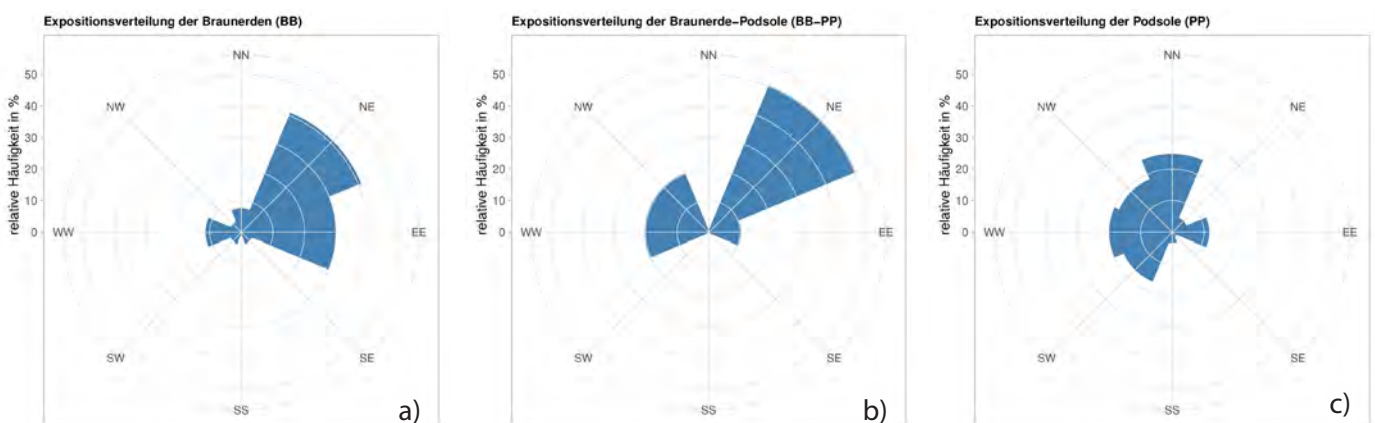 Expositionsverteilung der Braunerden (BB)
relative Häufigkeit in %
50
40
30
20
10
0
NN
NE
EE
SE
SS
SW
WW
NW
a)
Expositionsverteilung der Braunerde-Podsole (BB-PP)
relative Häufigkeit in %
50
40
30
20
10
0
NN
NE
EE
SE
SS
SW
WW
NW
b)
Expositionsverteilung der Podsole (PP)
relative Häufigkeit in %
50
40
30
20
10
0
NN
NE
EE
SE
SS
SW
WW
NW
c)